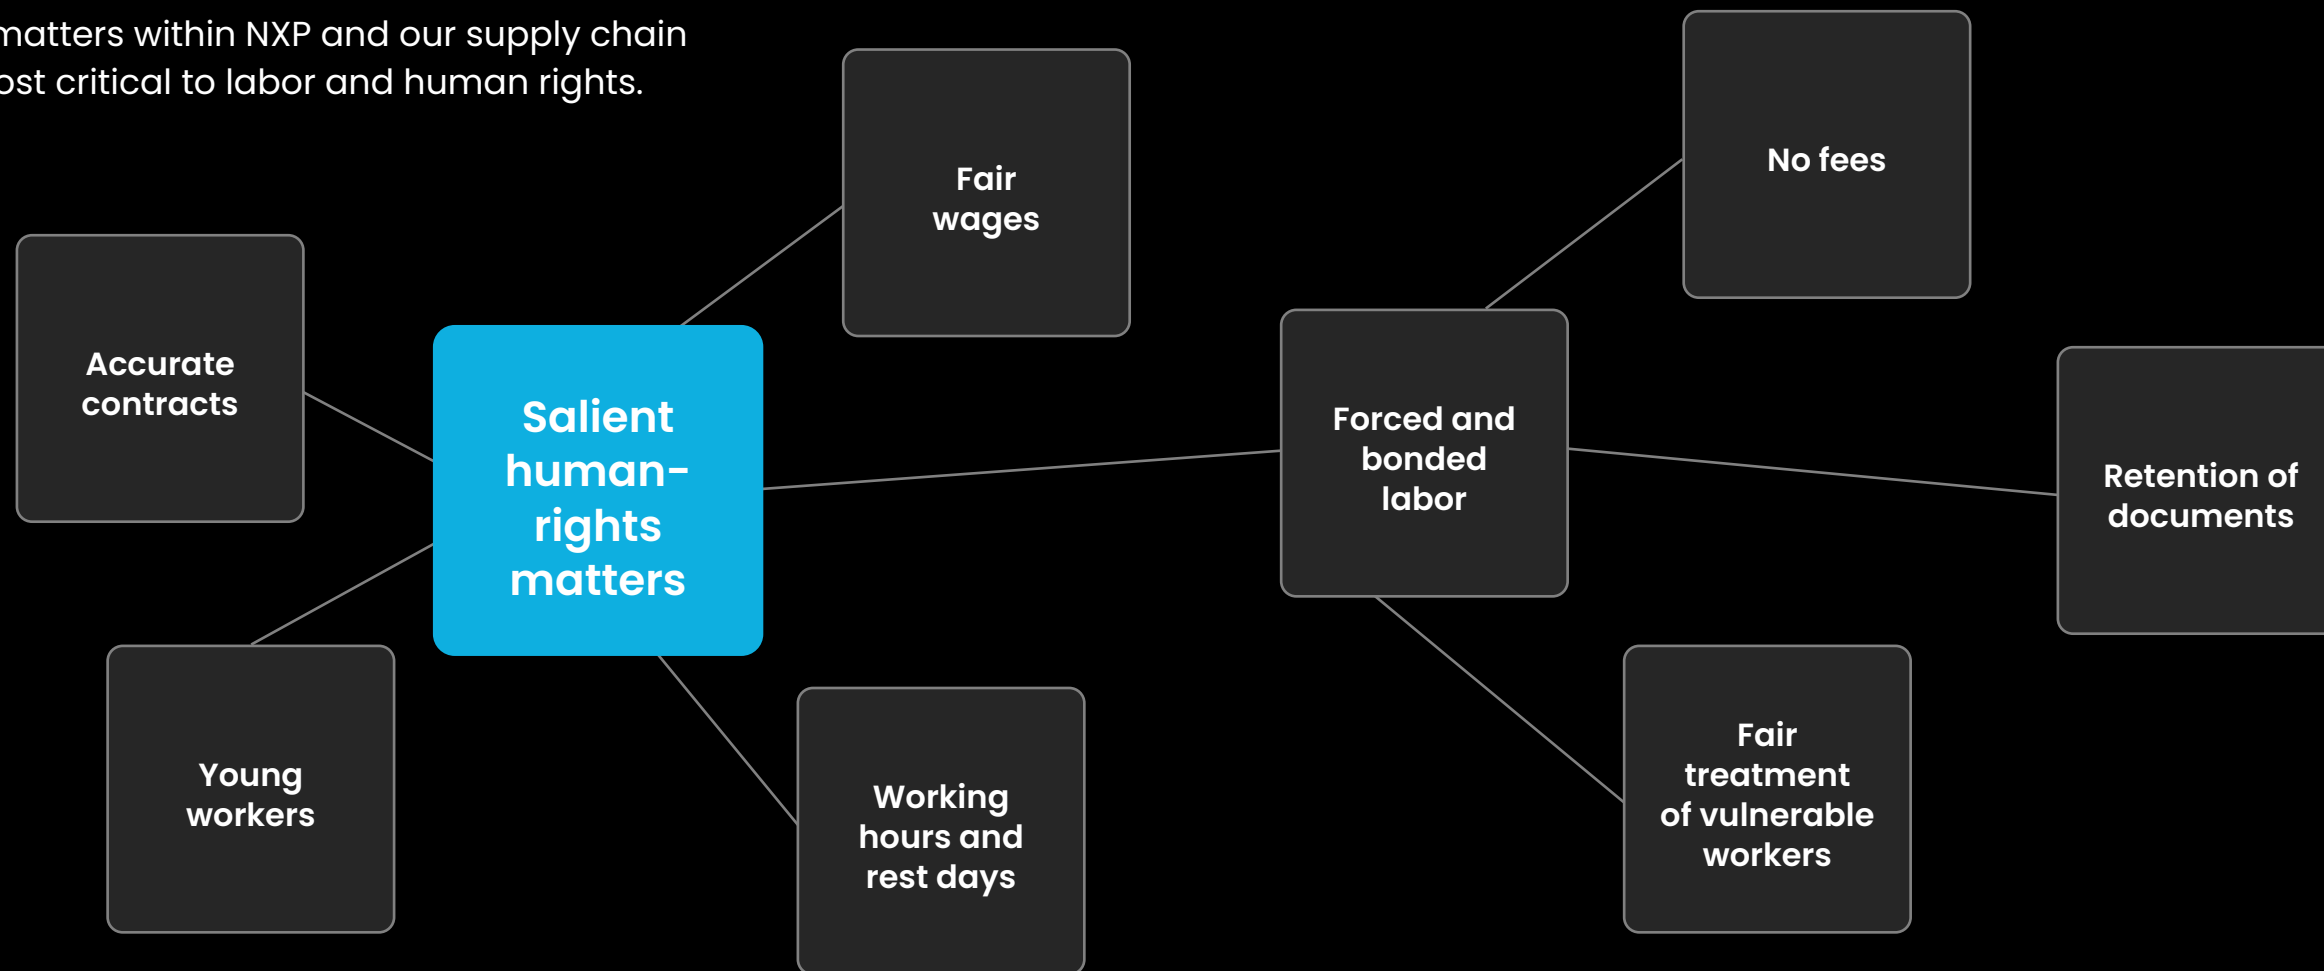 matters within NXP and our supply chain
critical to labor and human rights.
Fair
wages
No fees
Accurate
contracts
Salient
human-
rights
matters
Forced and
bonded
labor
Retention of
documents
Young
workers
Working
hours and
rest days
Fair
treatment
of vulnerable
workers